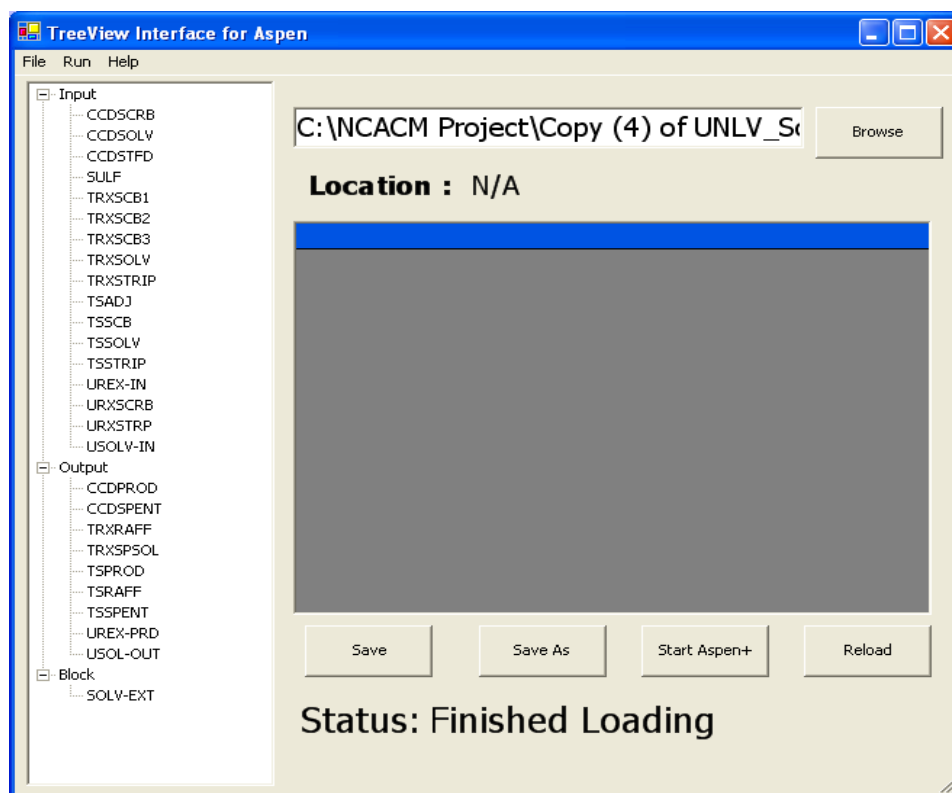 TreeView Interface for Aspen
File Run Help
Input
CCDSCRB
CCDSOLV
CCDSTFD
SULF
TRXSCB1
TRXSCB2
TRXSCB3
TRXSOLV
TRXSTRIP
TSADJ
TSSCB
TSSOLV
TSSTRIP
UREX-IN
URXSCRB
URXSTRP
USOLV-IN
Output
CCDPROD
CCDSPENT
TRXRAFF
TRXSPSOL
TSPROD
TSRAFF
TSSPENT
UREX-PRD
USOL-OUT
Block
SOLV-EXT
C:\NCACM Project\Copy (4) of UNLV_So
Browse
Location : N/A
Save Save As Start Aspen+ Reload
Status: Finished Loading